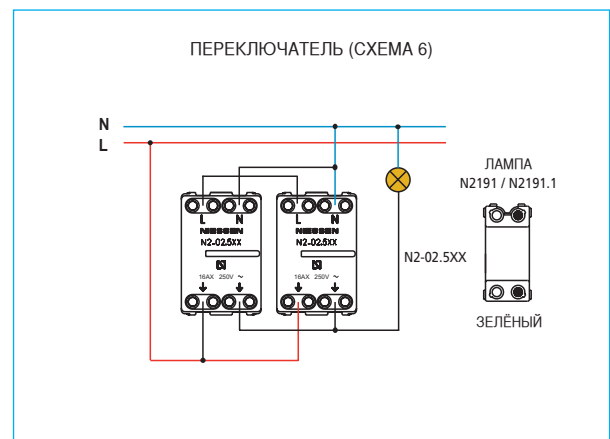 ПЕРЕКЛЮЧАТЕЛЬ (СХЕМА 6)
N
L
ЛАМПА
N2191 / N2191.1
L N
NIESSEN
N2-02.5XX
16AX 250V ~
L N
NIESSEN
N2-02.5XX
16AX 250V ~
N2-02.5XX
ЗЕЛЁНЫЙ